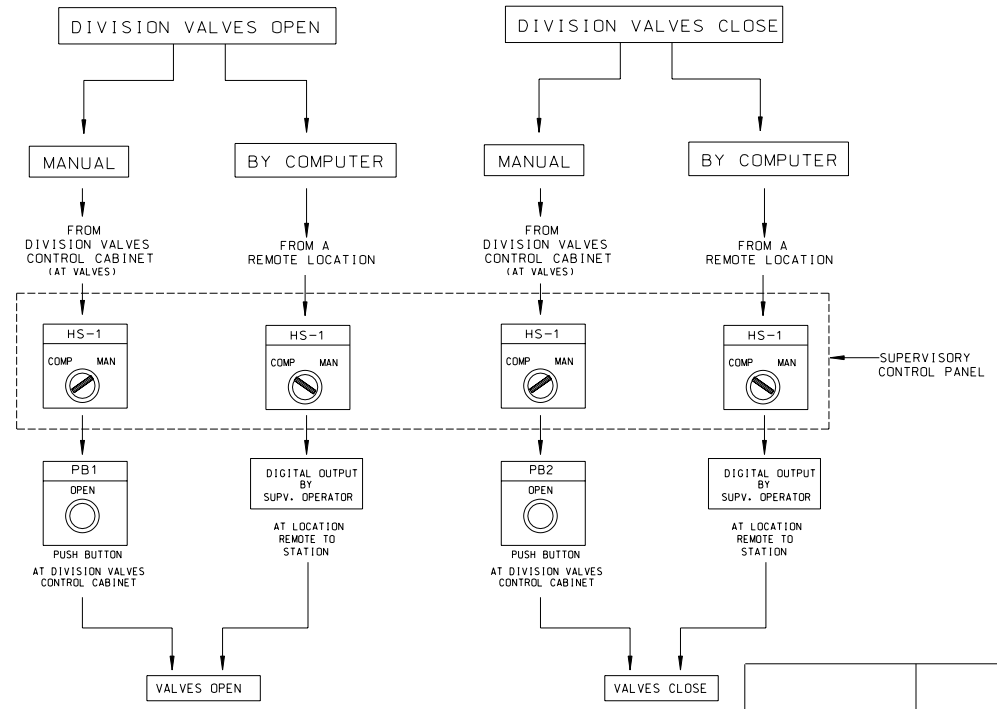 DIVISION VALVES OPEN
DIVISION VALVES CLOSE
MANUAL
BY COMPUTER
MANUAL
BY COMPUTER
FROM
DIVISION VALVES
CONTROL CABINET
(AT VALVES)
FROM A
REMOTE LOCATION
FROM
DIVISION VALVES
CONTROL CABINET
(AT VALVES)
FROM A
REMOTE LOCATION
HS-1
COMP MAN
HS-1
COMP MAN
HS-1
COMP MAN
HS-1
COMP MAN
SUPERVISORY
CONTROL PANEL
PB1
OPEN
PUSH BUTTON
AT DIVISION VALVES
CONTROL CABINET
DIGITAL OUTPUT
BY
SUPV. OPERATOR
AT LOCATION
REMOTE TO
STATION
PB2
OPEN
PUSH BUTTON
AT DIVISION VALVES
CONTROL CABINET
DIGITAL OUTPUT
BY
SUPV. OPERATOR
AT LOCATION
REMOTE TO
STATION
VALVES OPEN
VALVES CLOSE